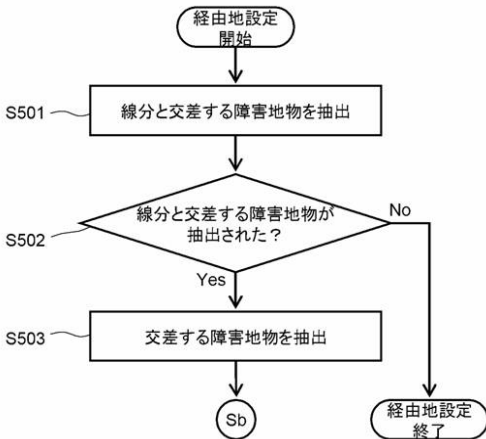 経由地設定
開始
S501
線分と交差する障害地物を抽出
線分と交差する障害地物が
抽出された？
No
S502
Yes
S503
交差する障害地物を抽出
Sb
経由地設定
終了